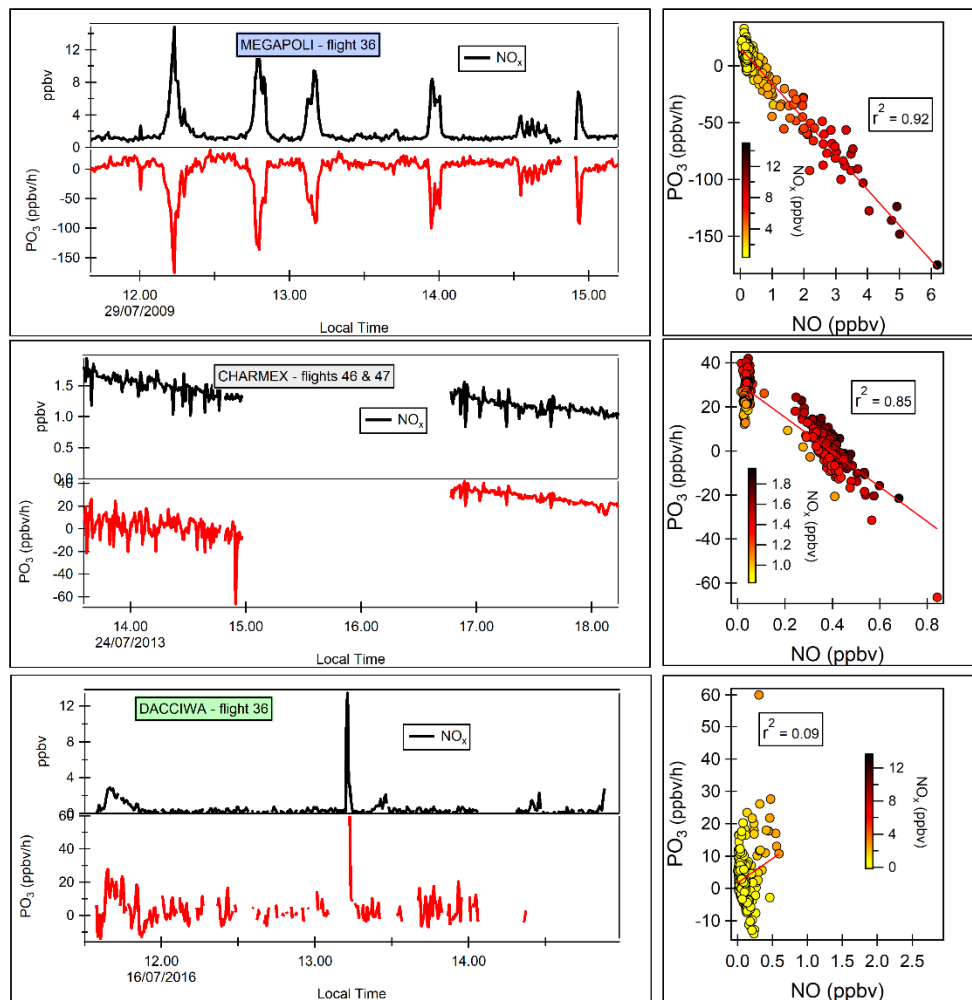 MEGAPOLI - flight 36
NOx
ppbv
12
8
4
0
PO3 (ppbv/h)
0
-50
-100
-150
12.00
13.00
14.00
15.00
29/07/2009
Local Time
PO3 (ppbv/h)
0
-50
-100
-150
r2 = 0.92
12
8
4
NOx (ppbv)
0 1 2 3 4 5 6
NO (ppbv)
CHARMEX - flights 46 & 47
NOx
ppbv
1.5
1.0
0.5
0.0
PO3 (ppbv/h)
40
20
0
-20
-40
-60
14.00
15.00
16.00
17.00
18.00
24/07/2013
Local Time
PO3 (ppbv/h)
40
20
0
-20
-40
-60
r2 = 0.85
1.8
1.6
1.4
1.2
1.0
NOx (ppbv)
0.0 0.2 0.4 0.6 0.8
NO (ppbv)
DACCIWA - flight 36
NOx
ppbv
12
8
4
0
PO3 (ppbv/h)
60
40
20
0
12.00
13.00
14.00
16/07/2016
Local Time
PO3 (ppbv/h)
60
50
40
30
20
10
0
-10
r2 = 0.09
12
8
4
0
NOx (ppbv)
0.0 0.5 1.0 1.5 2.0 2.5
NO (ppbv)